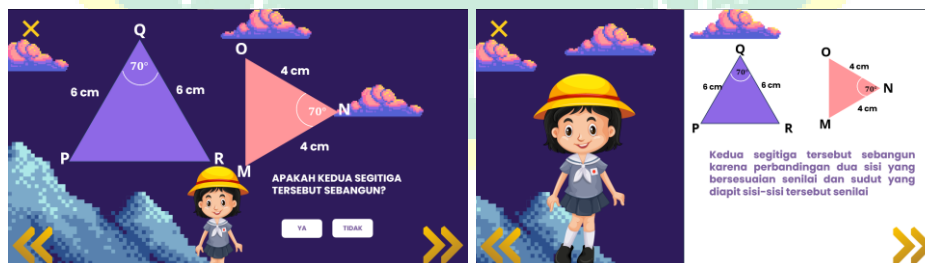 Q
O
70°
4 cm
6 cm
6 cm
70°
N
4 cm
P
R
M
APAKAH KEDUA SEGITIGA
TERSEBUT SEBANGUN?
YA
TIDAK
Q
O
70°
4 cm
6 cm
6 cm
70°
N
4 cm
P
R
M
Kedua segitiga tersebut sebangun
karena perbandingan dua sisi yang
bersesuaian senilai dan sudut yang
diapit sisi-sisi tersebut senilai